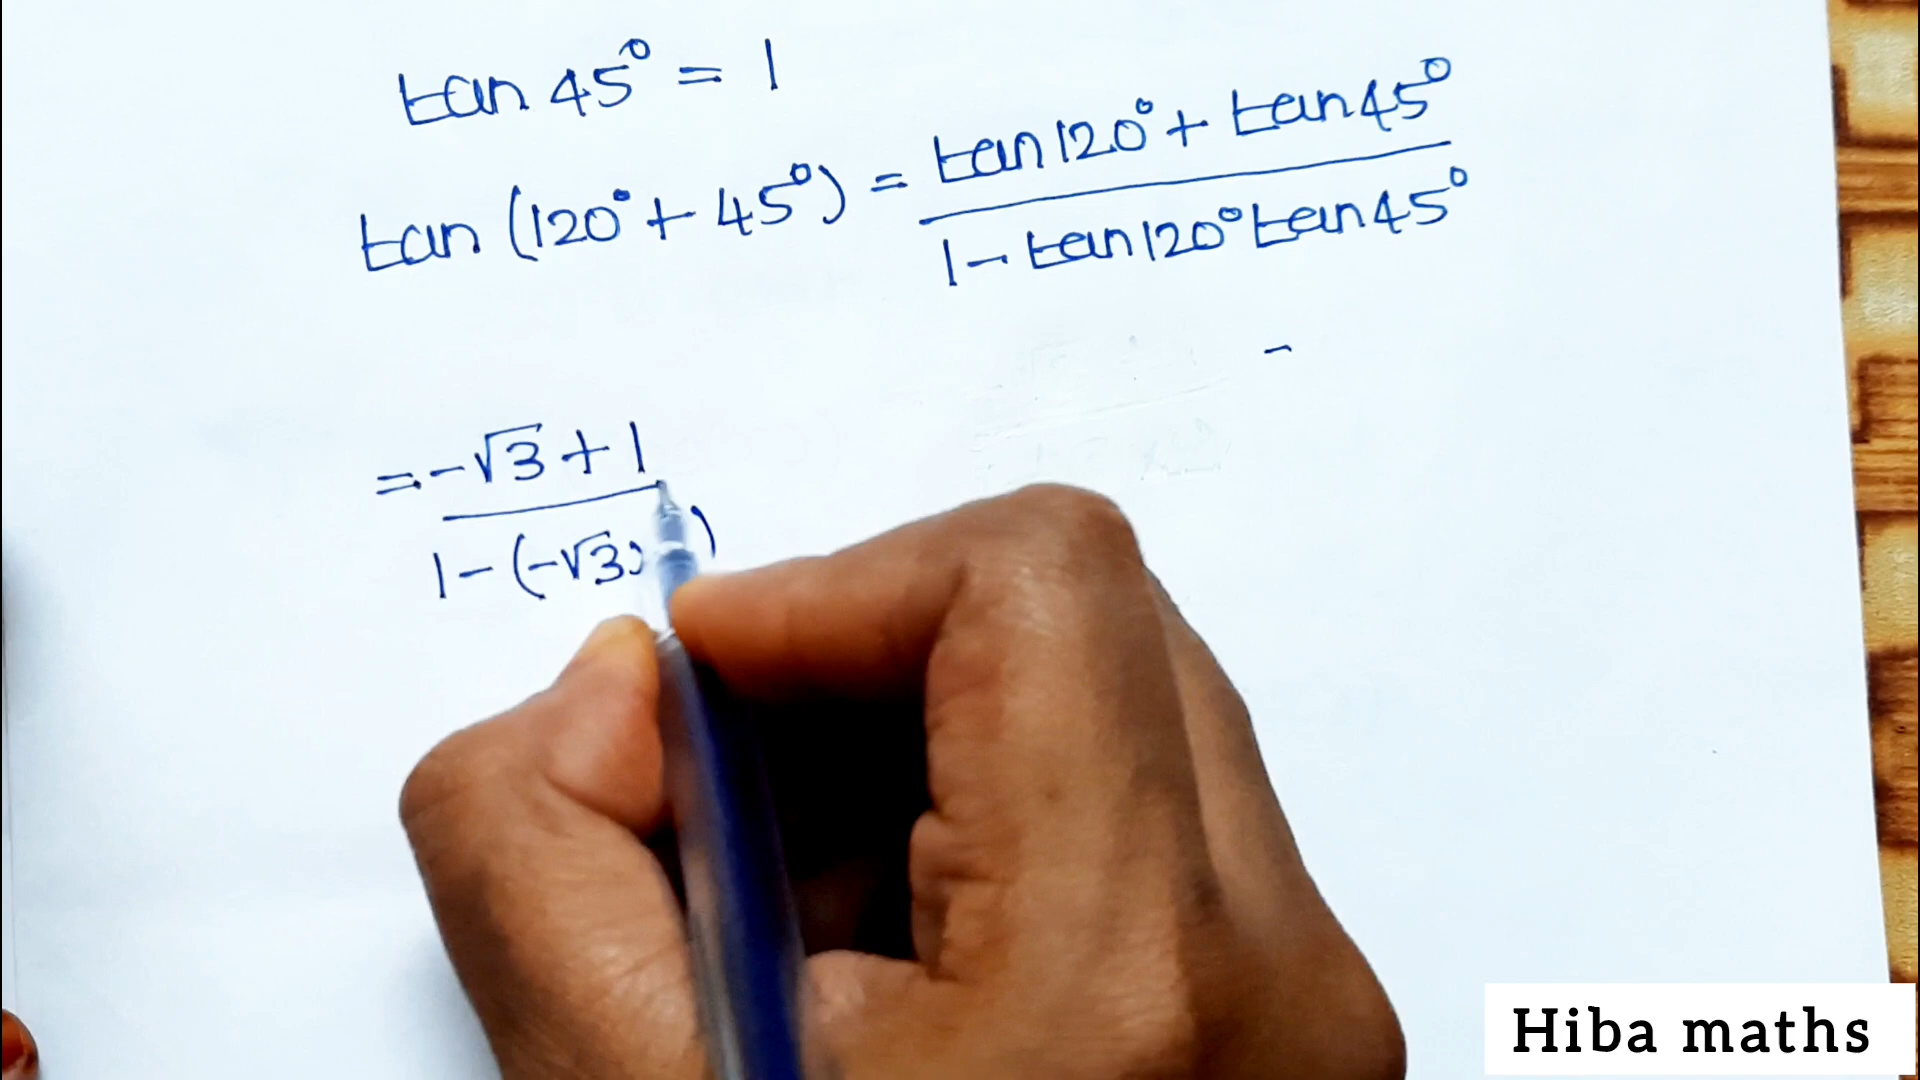 tan 45° = 1
tan (120° + 45°) = tan 120° + tan 45°
1 - tan 120° tan 45°
= -√3 + 1
1 - (-√3 )
Hiba maths